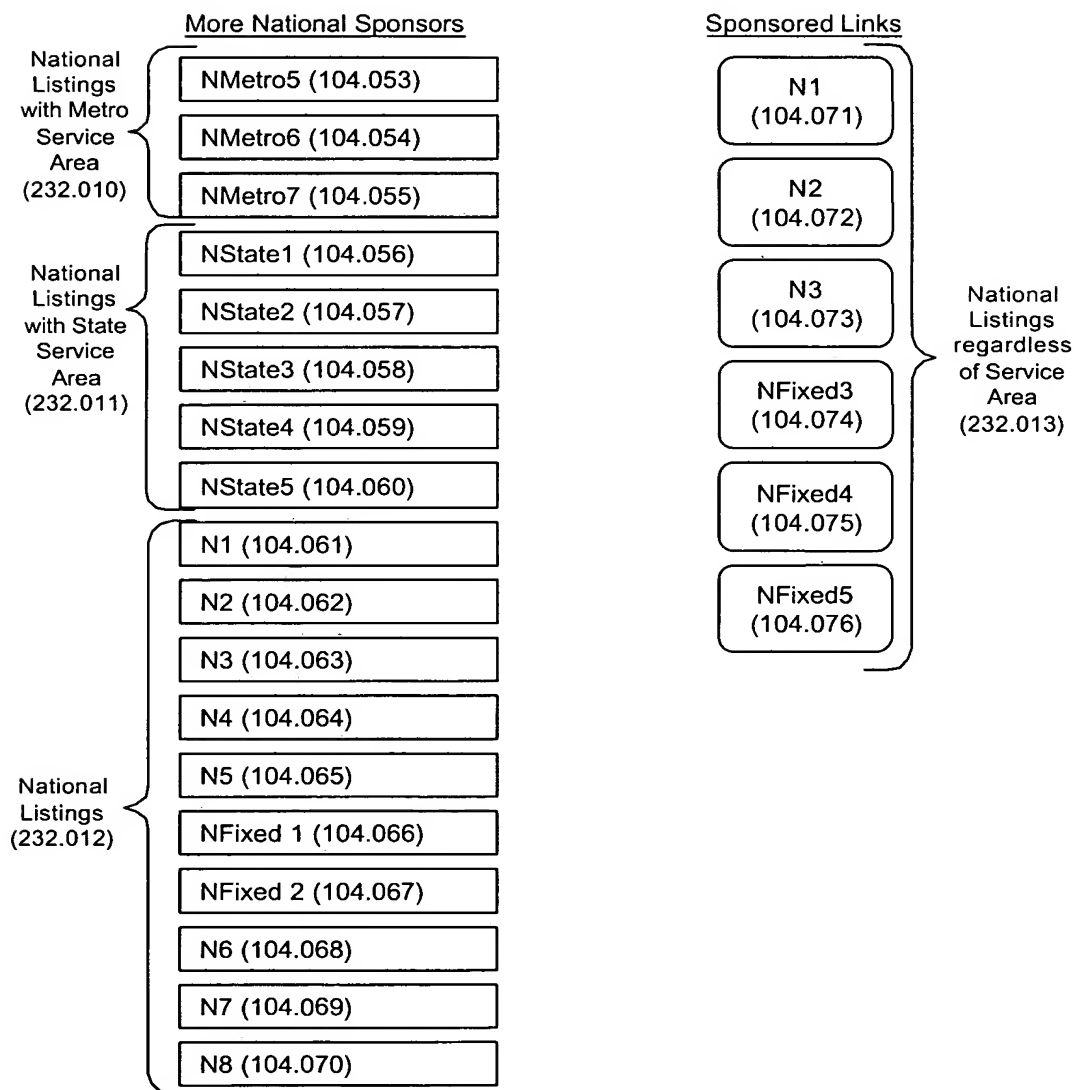 More National Sponsors
National
Listings
with Metro
Service
Area
(232.010)
NMetro5 (104.053)
NMetro6 (104.054)
NMetro7 (104.055)
National
Listings
with State
Service
Area
(232.011)
NState1 (104.056)
NState2 (104.057)
NState3 (104.058)
NState4 (104.059)
NState5 (104.060)
National
Listings
(232.012)
N1 (104.061)
N2 (104.062)
N3 (104.063)
N4 (104.064)
N5 (104.065)
NFixed 1 (104.066)
NFixed 2 (104.067)
N6 (104.068)
N7 (104.069)
N8 (104.070)
Sponsored Links
N1
(104.071)
N2
(104.072)
N3
(104.073)
NFixed3
(104.074)
NFixed4
(104.075)
NFixed5
(104.076)
National
Listings
regardless
of Service
Area
(232.013)